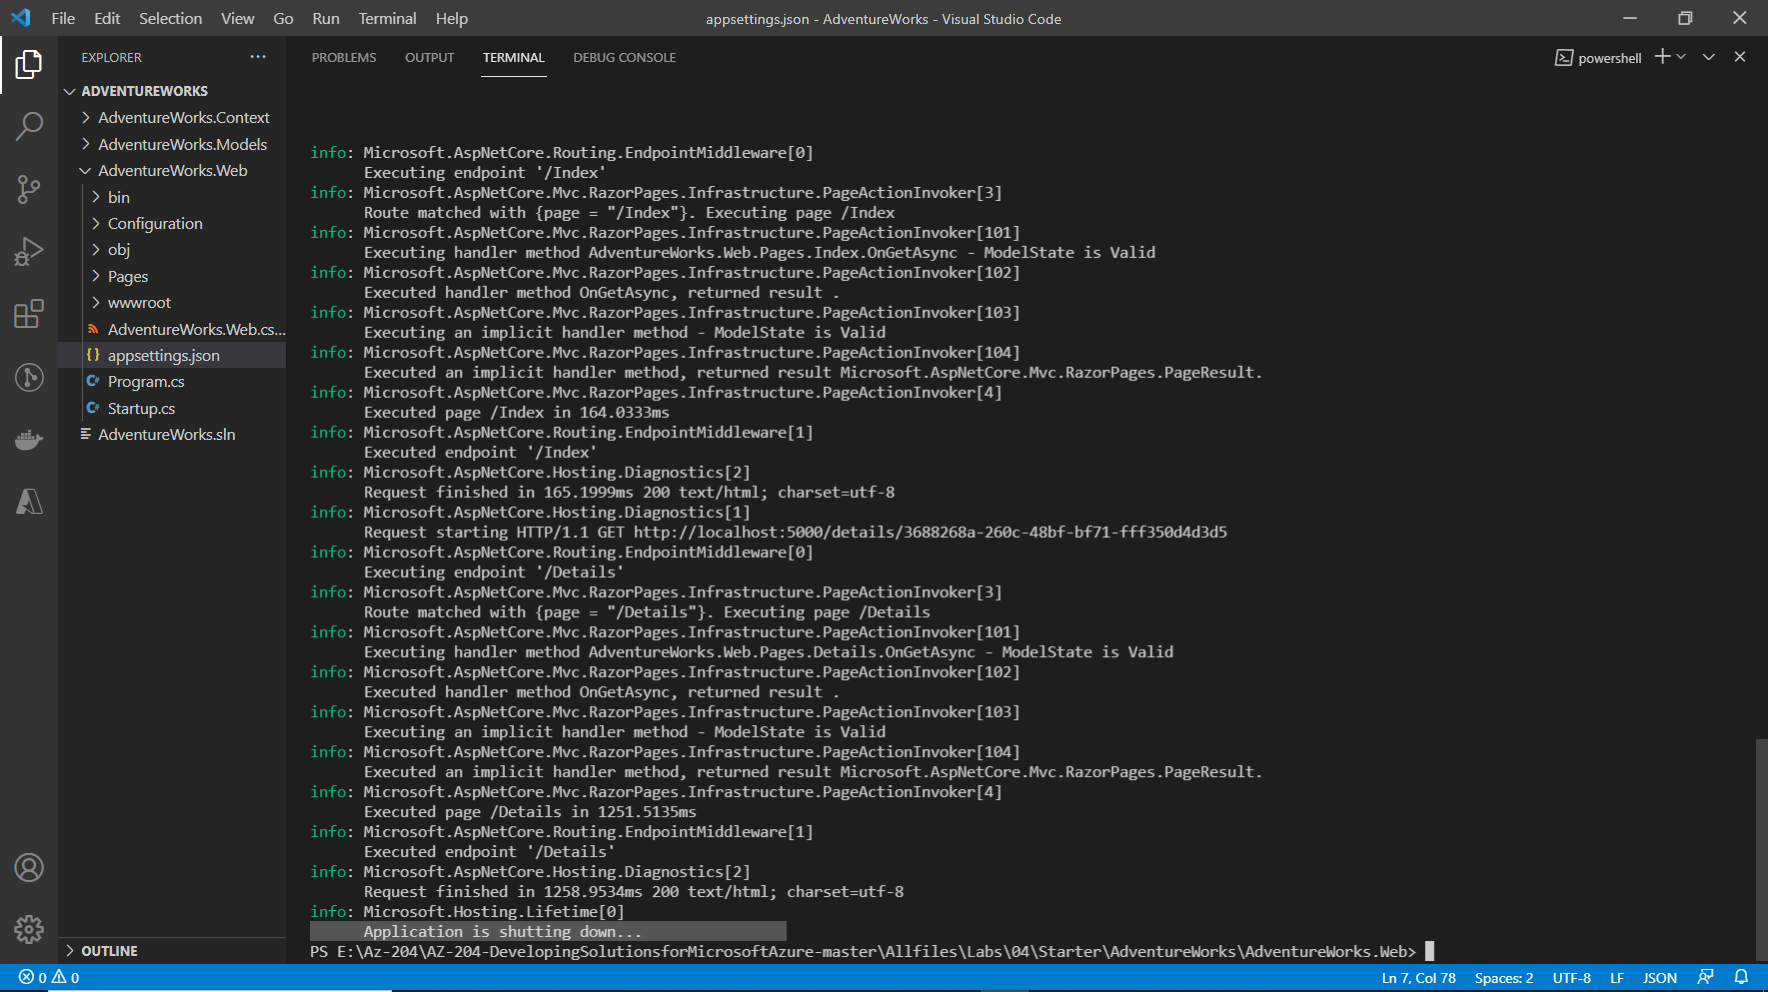 File Edit Selection View Go Run Terminal Help
appsettings.json - AdventureWorks - Visual Studio Code
EXPLORER
ADVENTUREWORKS
AdventureWorks.Context
AdventureWorks.Models
AdventureWorks.Web
bin
Configuration
obj
Pages
wwwroot
AdventureWorks.Web.cs...
{} appsettings.json
C# Program.cs
C# Startup.cs
AdventureWorks.sln
OUTLINE
PROBLEMS OUTPUT TERMINAL DEBUG CONSOLE
powershell
info: Microsoft.AspNetCore.Routing.EndpointMiddleware[0]
Executing endpoint '/Index'
info: Microsoft.AspNetCore.Mvc.RazorPages.Infrastructure.PageActionInvoker[3]
Route matched with {page = "/Index"}. Executing page /Index
info: Microsoft.AspNetCore.Mvc.RazorPages.Infrastructure.PageActionInvoker[101]
Executing handler method AdventureWorks.Web.Pages.Index.OnGetAsync - ModelState is Valid
info: Microsoft.AspNetCore.Mvc.RazorPages.Infrastructure.PageActionInvoker[102]
Executed handler method OnGetAsync, returned result .
info: Microsoft.AspNetCore.Mvc.RazorPages.Infrastructure.PageActionInvoker[103]
Executing an implicit handler method - ModelState is Valid
info: Microsoft.AspNetCore.Mvc.RazorPages.Infrastructure.PageActionInvoker[104]
Executed an implicit handler method, returned result Microsoft.AspNetCore.Mvc.RazorPages.PageResult.
info: Microsoft.AspNetCore.Mvc.RazorPages.Infrastructure.PageActionInvoker[4]
Executed page /Index in 164.0333ms
info: Microsoft.AspNetCore.Routing.EndpointMiddleware[1]
Executed endpoint '/Index'
info: Microsoft.AspNetCore.Hosting.Diagnostics[2]
Request finished in 165.1999ms 200 text/html; charset=utf-8
info: Microsoft.AspNetCore.Hosting.Diagnostics[1]
Request starting HTTP/1.1 GET http://localhost:5000/details/3688268a-260c-48bf-bf71-fff350d4d3d5
info: Microsoft.AspNetCore.Routing.EndpointMiddleware[0]
Executing endpoint '/Details'
info: Microsoft.AspNetCore.Mvc.RazorPages.Infrastructure.PageActionInvoker[3]
Route matched with {page = "/Details"}. Executing page /Details
info: Microsoft.AspNetCore.Mvc.RazorPages.Infrastructure.PageActionInvoker[101]
Executing handler method AdventureWorks.Web.Pages.Details.OnGetAsync - ModelState is Valid
info: Microsoft.AspNetCore.Mvc.RazorPages.Infrastructure.PageActionInvoker[102]
Executed handler method OnGetAsync, returned result .
info: Microsoft.AspNetCore.Mvc.RazorPages.Infrastructure.PageActionInvoker[103]
Executing an implicit handler method - ModelState is Valid
info: Microsoft.AspNetCore.Mvc.RazorPages.Infrastructure.PageActionInvoker[104]
Executed an implicit handler method, returned result Microsoft.AspNetCore.Mvc.RazorPages.PageResult.
info: Microsoft.AspNetCore.Mvc.RazorPages.Infrastructure.PageActionInvoker[4]
Executed page /Details in 1251.5135ms
info: Microsoft.AspNetCore.Routing.EndpointMiddleware[1]
Executed endpoint '/Details'
info: Microsoft.AspNetCore.Hosting.Diagnostics[2]
Request finished in 1258.9534ms 200 text/html; charset=utf-8
info: Microsoft.Hosting.Lifetime[0]
Application is shutting down...
PS E:\Az-204\AZ-204-DevelopingSolutionsforMicrosoftAzure-master\Allfiles\Labs\04\Starter\AdventureWorks\AdventureWorks.Web>
0 0
Ln 7, Col 78 Spaces: 2 UTF-8 LF JSON